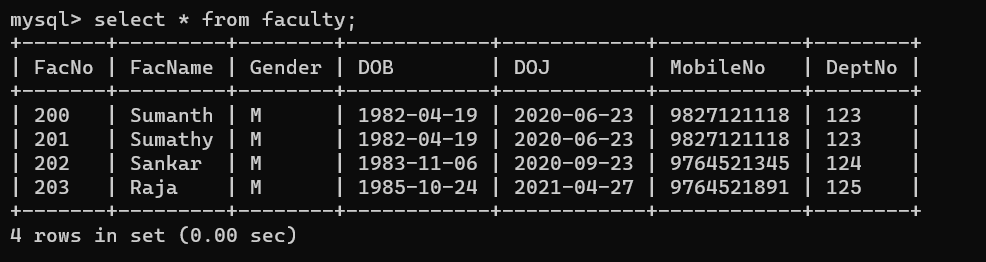 mysql> select * from faculty;
+-------+---------+--------+------------+------------+------------+--------+
| FacNo | FacName | Gender | DOB        | DOJ        | MobileNo   | DeptNo |
+-------+---------+--------+------------+------------+------------+--------+
| 200   | Sumanth | M      | 1982-04-19 | 2020-06-23 | 9827121118 | 123    |
| 201   | Sumathy | M      | 1982-04-19 | 2020-06-23 | 9827121118 | 123    |
| 202   | Sankar  | M      | 1983-11-06 | 2020-09-23 | 9764521345 | 124    |
| 203   | Raja    | M      | 1985-10-24 | 2021-04-27 | 9764521891 | 125    |
+-------+---------+--------+------------+------------+------------+--------+
4 rows in set (0.00 sec)